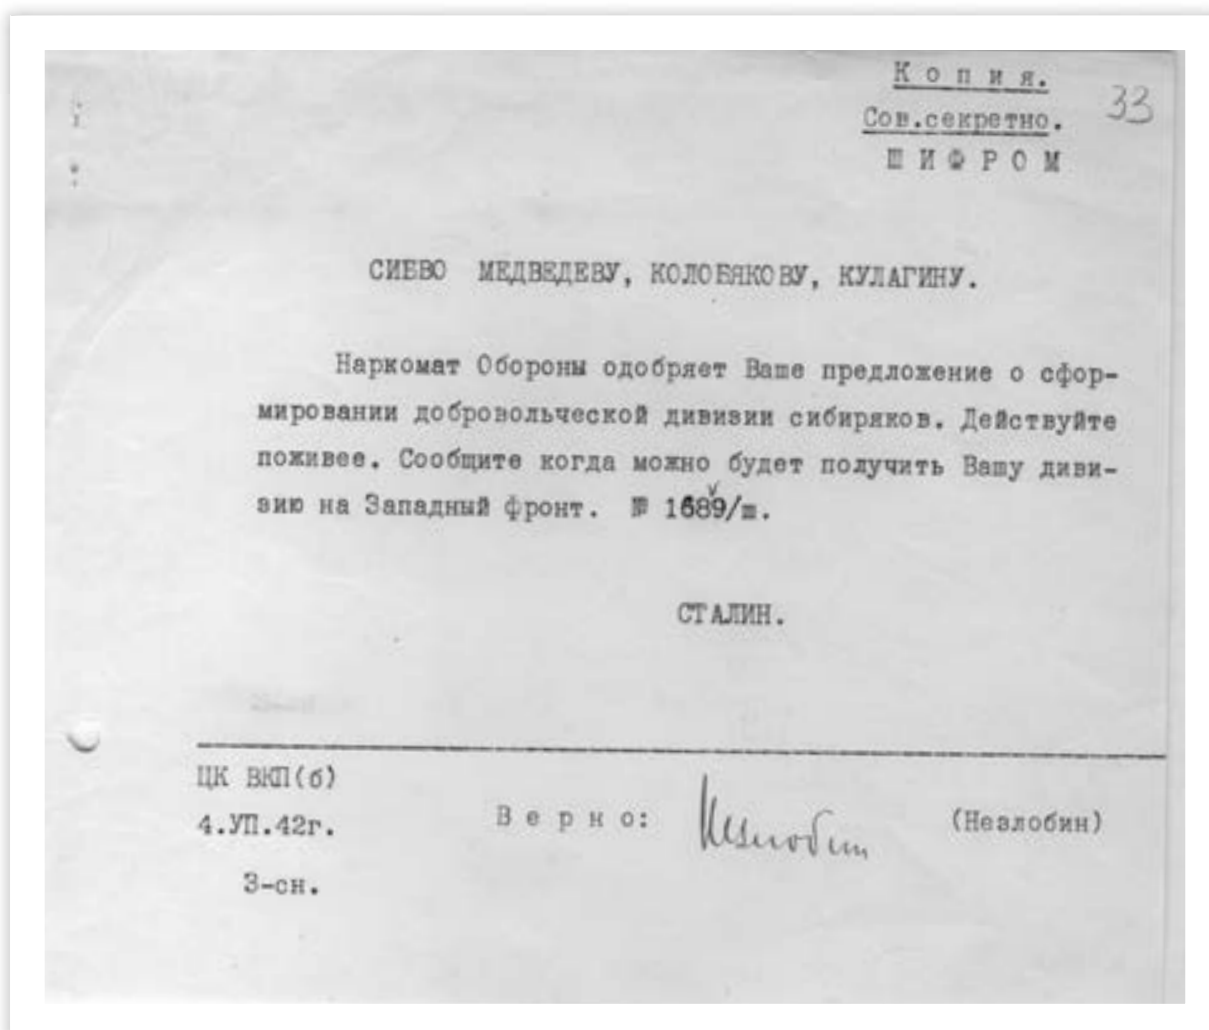 Копия.
33
Сов.секретно.
ШИФРОМ
СИБВО МЕДВЕДЕВУ, КОЛОБЯКОВУ, КУЛАГИНУ.
Наркомат Обороны одобряет Ваше предложение о сфор-
мировании добровольческой дивизии сибиряков. Действуйте
поживее. Сообщите когда можно будет получить Вашу диви-
зию на Западный фронт. № 1689/ш.
СТАЛИН.
ЦК ВКП(б)
4.УП.42г.
Верно: Незлобин (Незлобин)
3-сн.